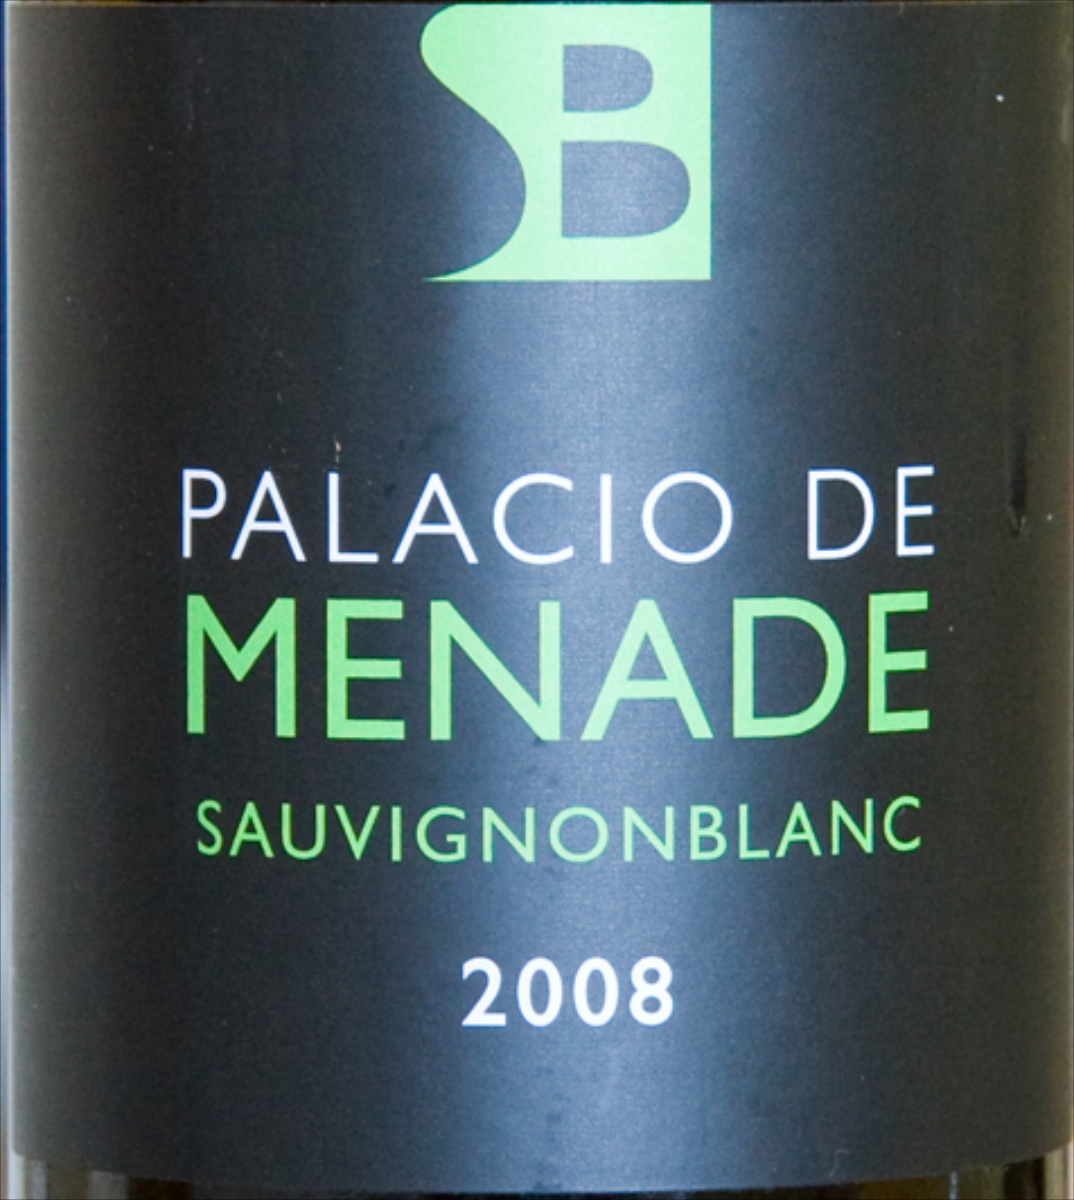 SB
PALACIO DE
MENADE
SAUVIGNONBLANC
2008